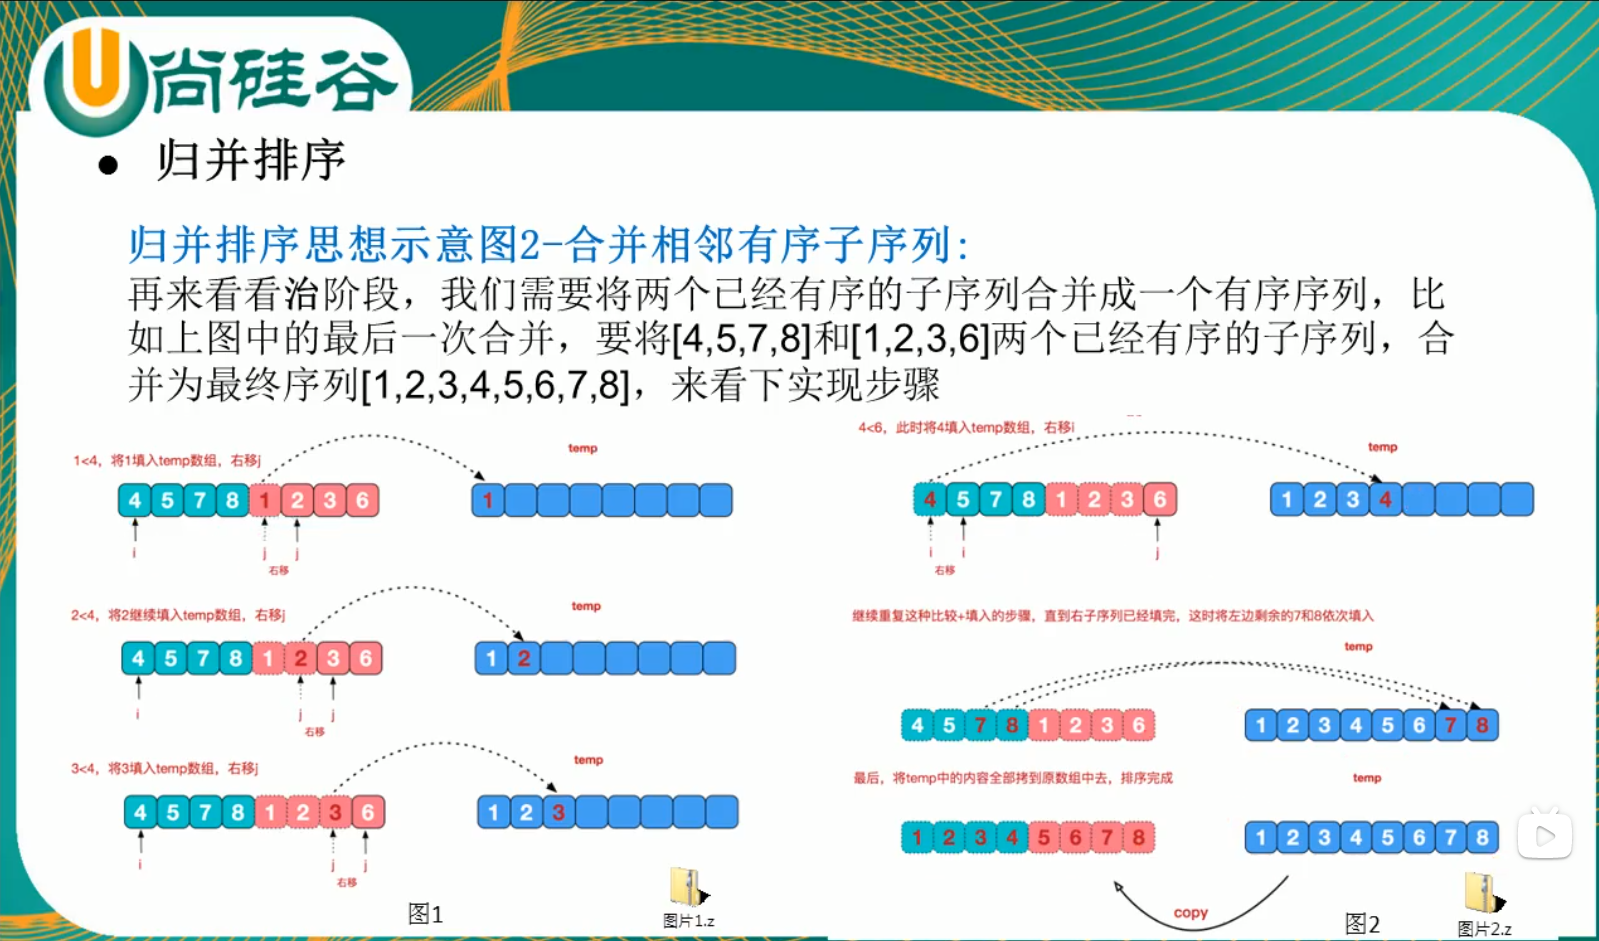 尚硅谷
● 归并排序
归并排序思想示意图2-合并相邻有序子序列:
再来看看治阶段，我们需要将两个已经有序的子序列合并成一个有序序列，比
如上图中的最后一次合并，要将[4,5,7,8]和[1,2,3,6]两个已经有序的子序列，合
并为最终序列[1,2,3,4,5,6,7,8]，来看下实现步骤
1<4，将1填入temp数组，右移j
temp
4 5 7 8 1 2 3 6
1
i j j
右移
2<4，将2继续填入temp数组，右移j
temp
4 5 7 8 1 2 3 6
1 2
i j j
右移
3<4，将3填入temp数组，右移j
temp
4 5 7 8 1 2 3 6
1 2 3
i j j
右移
图1
图片1.z
4<6，此时将4填入temp数组，右移i
temp
4 5 7 8 1 2 3 6
1 2 3 4
i i j
右移
继续重复这种比较+填入的步骤，直到右子序列已经填完，这时将左边剩余的7和8依次填入
temp
4 5 7 8 1 2 3 6
1 2 3 4 5 6 7 8
最后，将temp中的内容全部拷到原数组中去，排序完成
temp
1 2 3 4 5 6 7 8
1 2 3 4 5 6 7 8
copy
图2
图片2.z